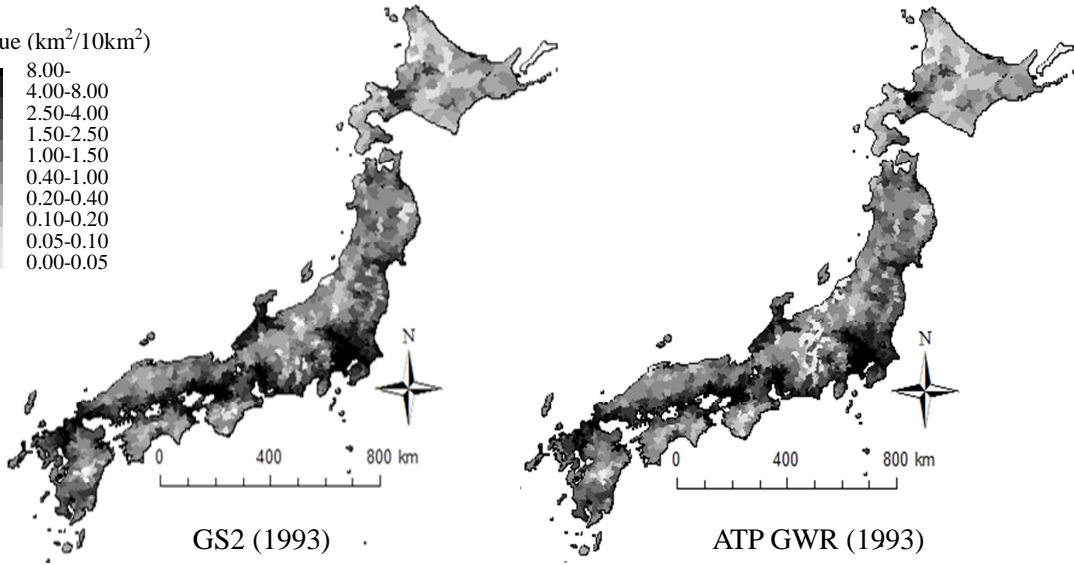 ue (km²/10km²)
8.00-
4.00-8.00
2.50-4.00
1.50-2.50
1.00-1.50
0.40-1.00
0.20-0.40
0.10-0.20
0.05-0.10
0.00-0.05
N
N
0 400 800 km
0 400 800 km
GS2 (1993)
ATP GWR (1993)